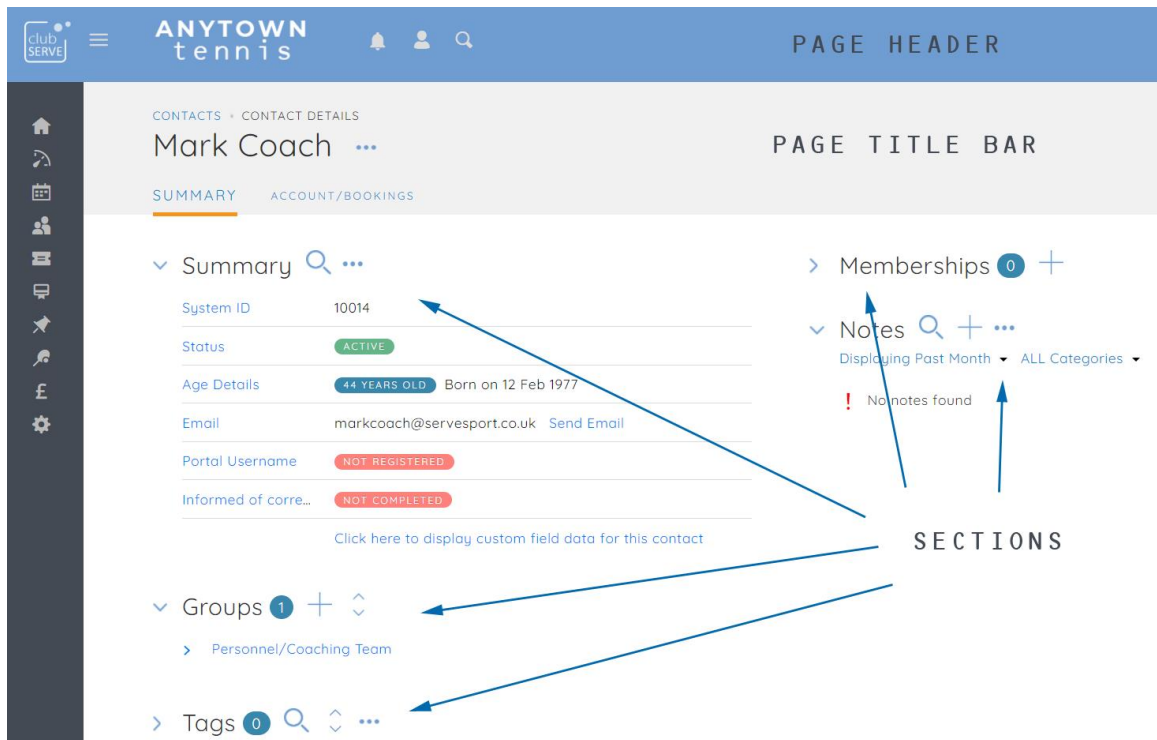 club
SERVE
ANYTOWN
tennis
PAGE HEADER
CONTACTS • CONTACT DETAILS
Mark Coach
PAGE TITLE BAR
SUMMARY ACCOUNT/BOOKINGS
Summary
System ID 10014
Status ACTIVE
Age Details 44 YEARS OLD Born on 12 Feb 1977
Email markcoach@servesport.co.uk Send Email
Portal Username NOT REGISTERED
Informed of corre... NOT COMPLETED
Click here to display custom field data for this contact
Groups 1
Personnel/Coaching Team
Tags 0
Memberships 0
Notes
Displaying Past Month ALL Categories
! No notes found
SECTIONS